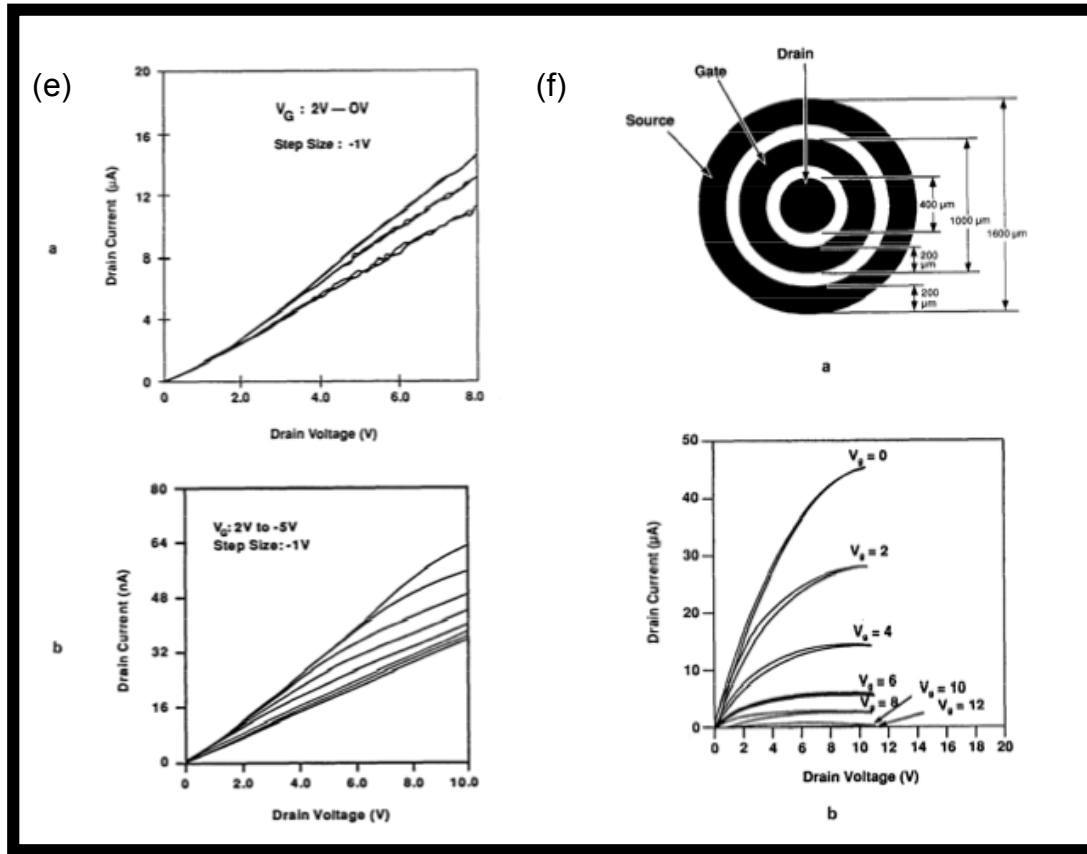 (e)
20
16
12
8
4
0
V_G : 2V — 0V
Step Size : -1V
Drain Current (µA)
a
0 2.0 4.0 6.0 8.0
Drain Voltage (V)
80
64
48
32
16
0
V_G: 2V to -5V
Step Size: -1V
Drain Current (nA)
b
0 2.0 4.0 6.0 8.0 10.0
Drain Voltage (V)
(f)
Drain
Gate
Source
400 µm
1000 µm
1600 µm
200
µm
200
µm
a
50
40
30
20
10
0
V_g = 0
V_g = 2
V_g = 4
V_g = 6
V_g = 8
V_g = 10
V_g = 12
Drain Current (µA)
0 2 4 6 8 10 12 14 16 18 20
Drain Voltage (V)
b